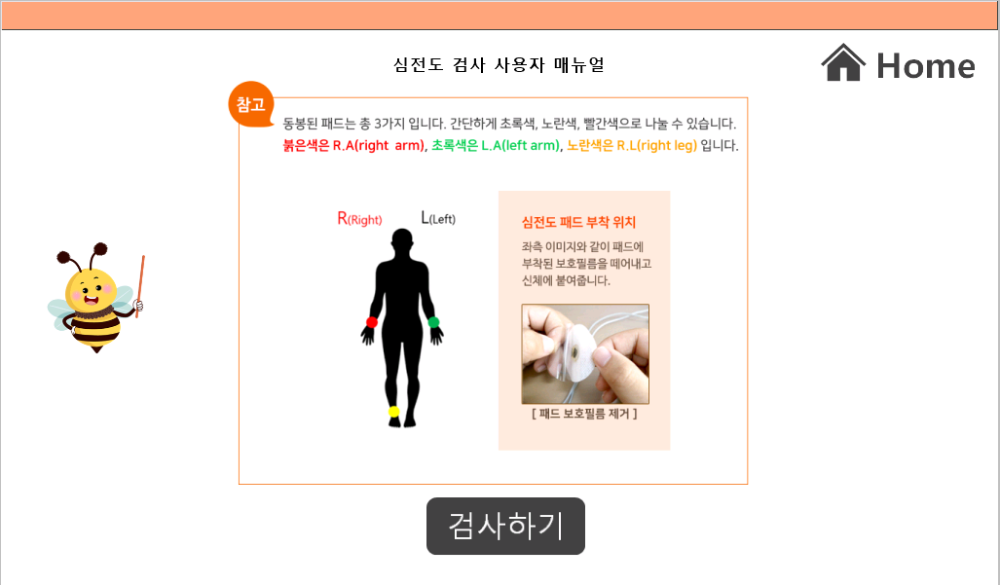 심전도 검사 사용자 매뉴얼
Home
참고
동봉된 패드는 총 3가지 입니다. 간단하게 초록색, 노란색, 빨간색으로 나눌 수 있습니다.
붉은색은 R.A(right arm), 초록색은 L.A(left arm), 노란색은 R.L(right leg) 입니다.
R(Right)
L(Left)
심전도 패드 부착 위치
좌측 이미지와 같이 패드에
부착된 보호필름을 떼어내고
신체에 붙여줍니다.
[ 패드 보호필름 제거 ]
검사하기